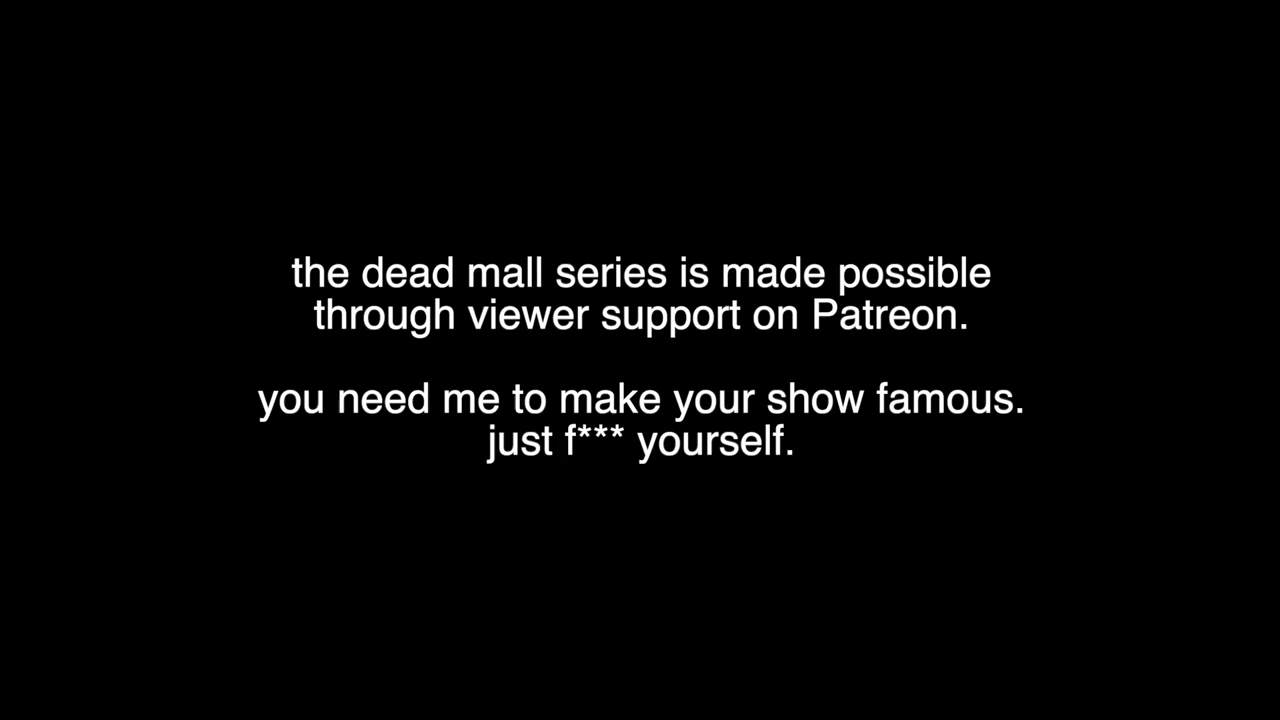 the dead mall series is made possible
through viewer support on Patreon.
you need me to make your show famous.
just f*** yourself.